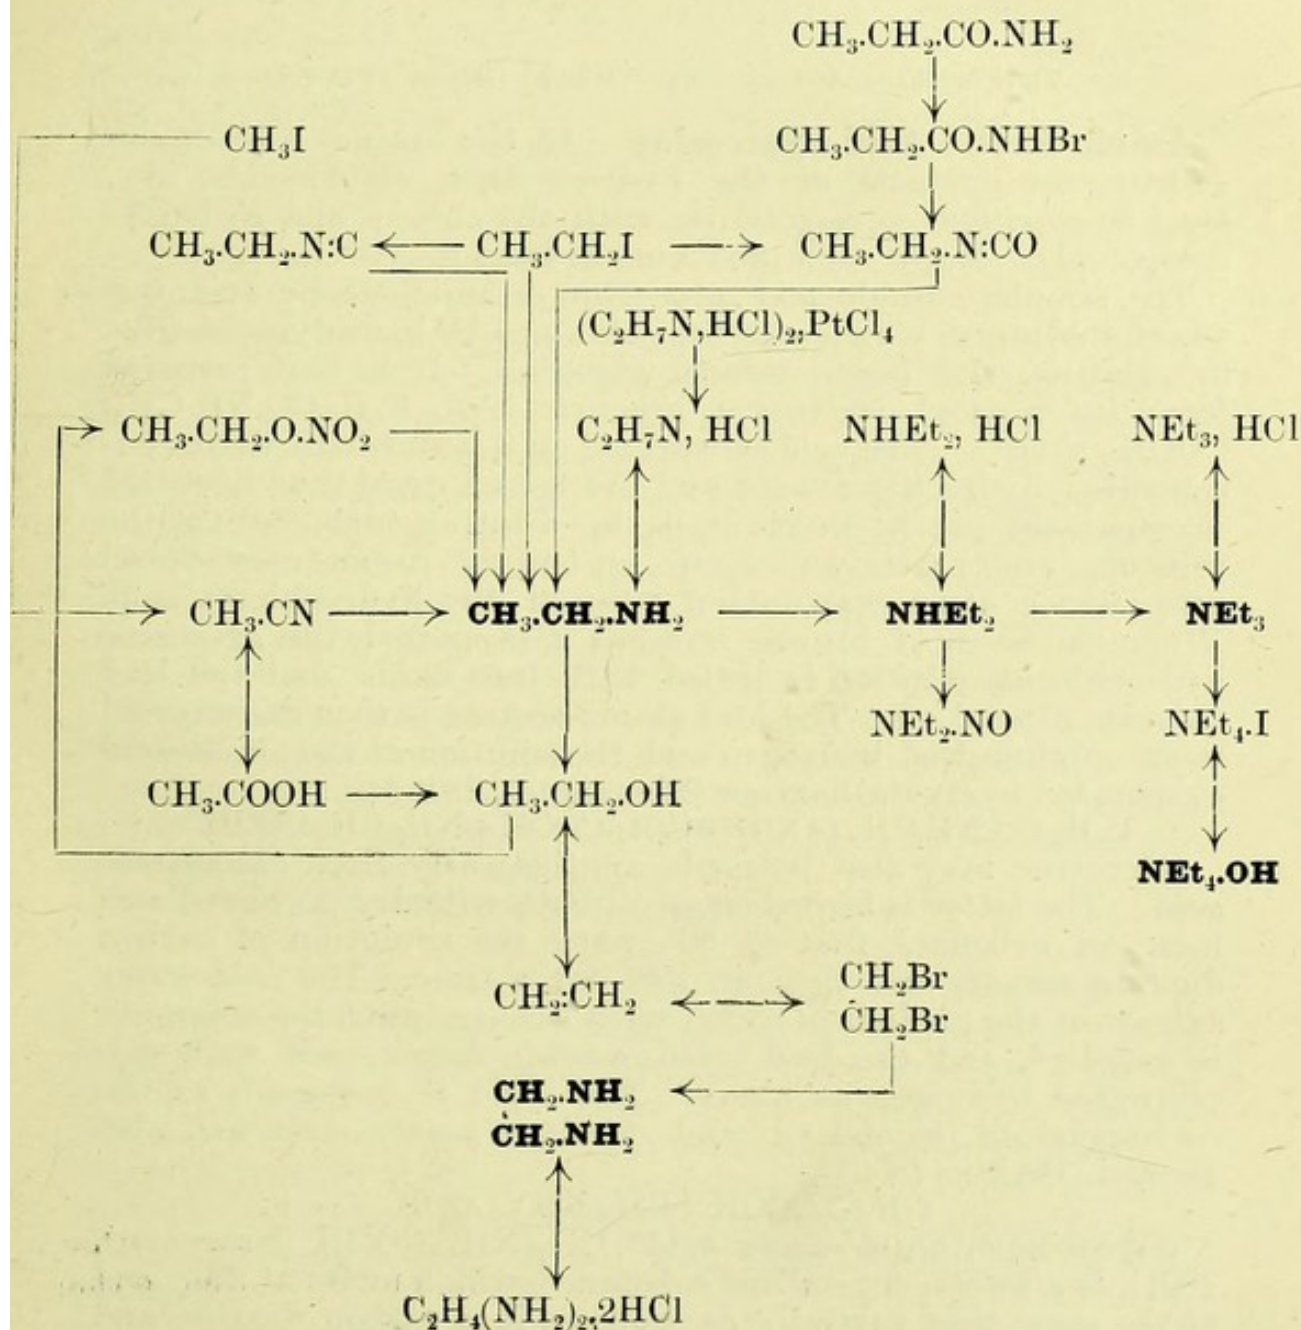 CH₃.CH₂.CO.NH₂
CH₃I
CH₃.CH₂.CO.NHBr
CH₃.CH₂.N:C
CH₃.CH₂I
CH₃.CH₂.N:CO
(C₂H₇N,HCl)₂,PtCl₄
CH₃.CH₂.O.NO₂
C₂H₇N, HCl
NHEt₂, HCl
NEt₃, HCl
CH₃.CN
CH₃.CH₂.NH₂
NHEt₂
NEt₃
NEt₂.NO
NEt₄.I
CH₃.COOH
CH₃.CH₂.OH
NEt₄.OH
CH₂:CH₂
CH₂Br
CH₂Br
CH₂.NH₂
CH₂.NH₂
C₂H₄(NH₂)₂,2HCl